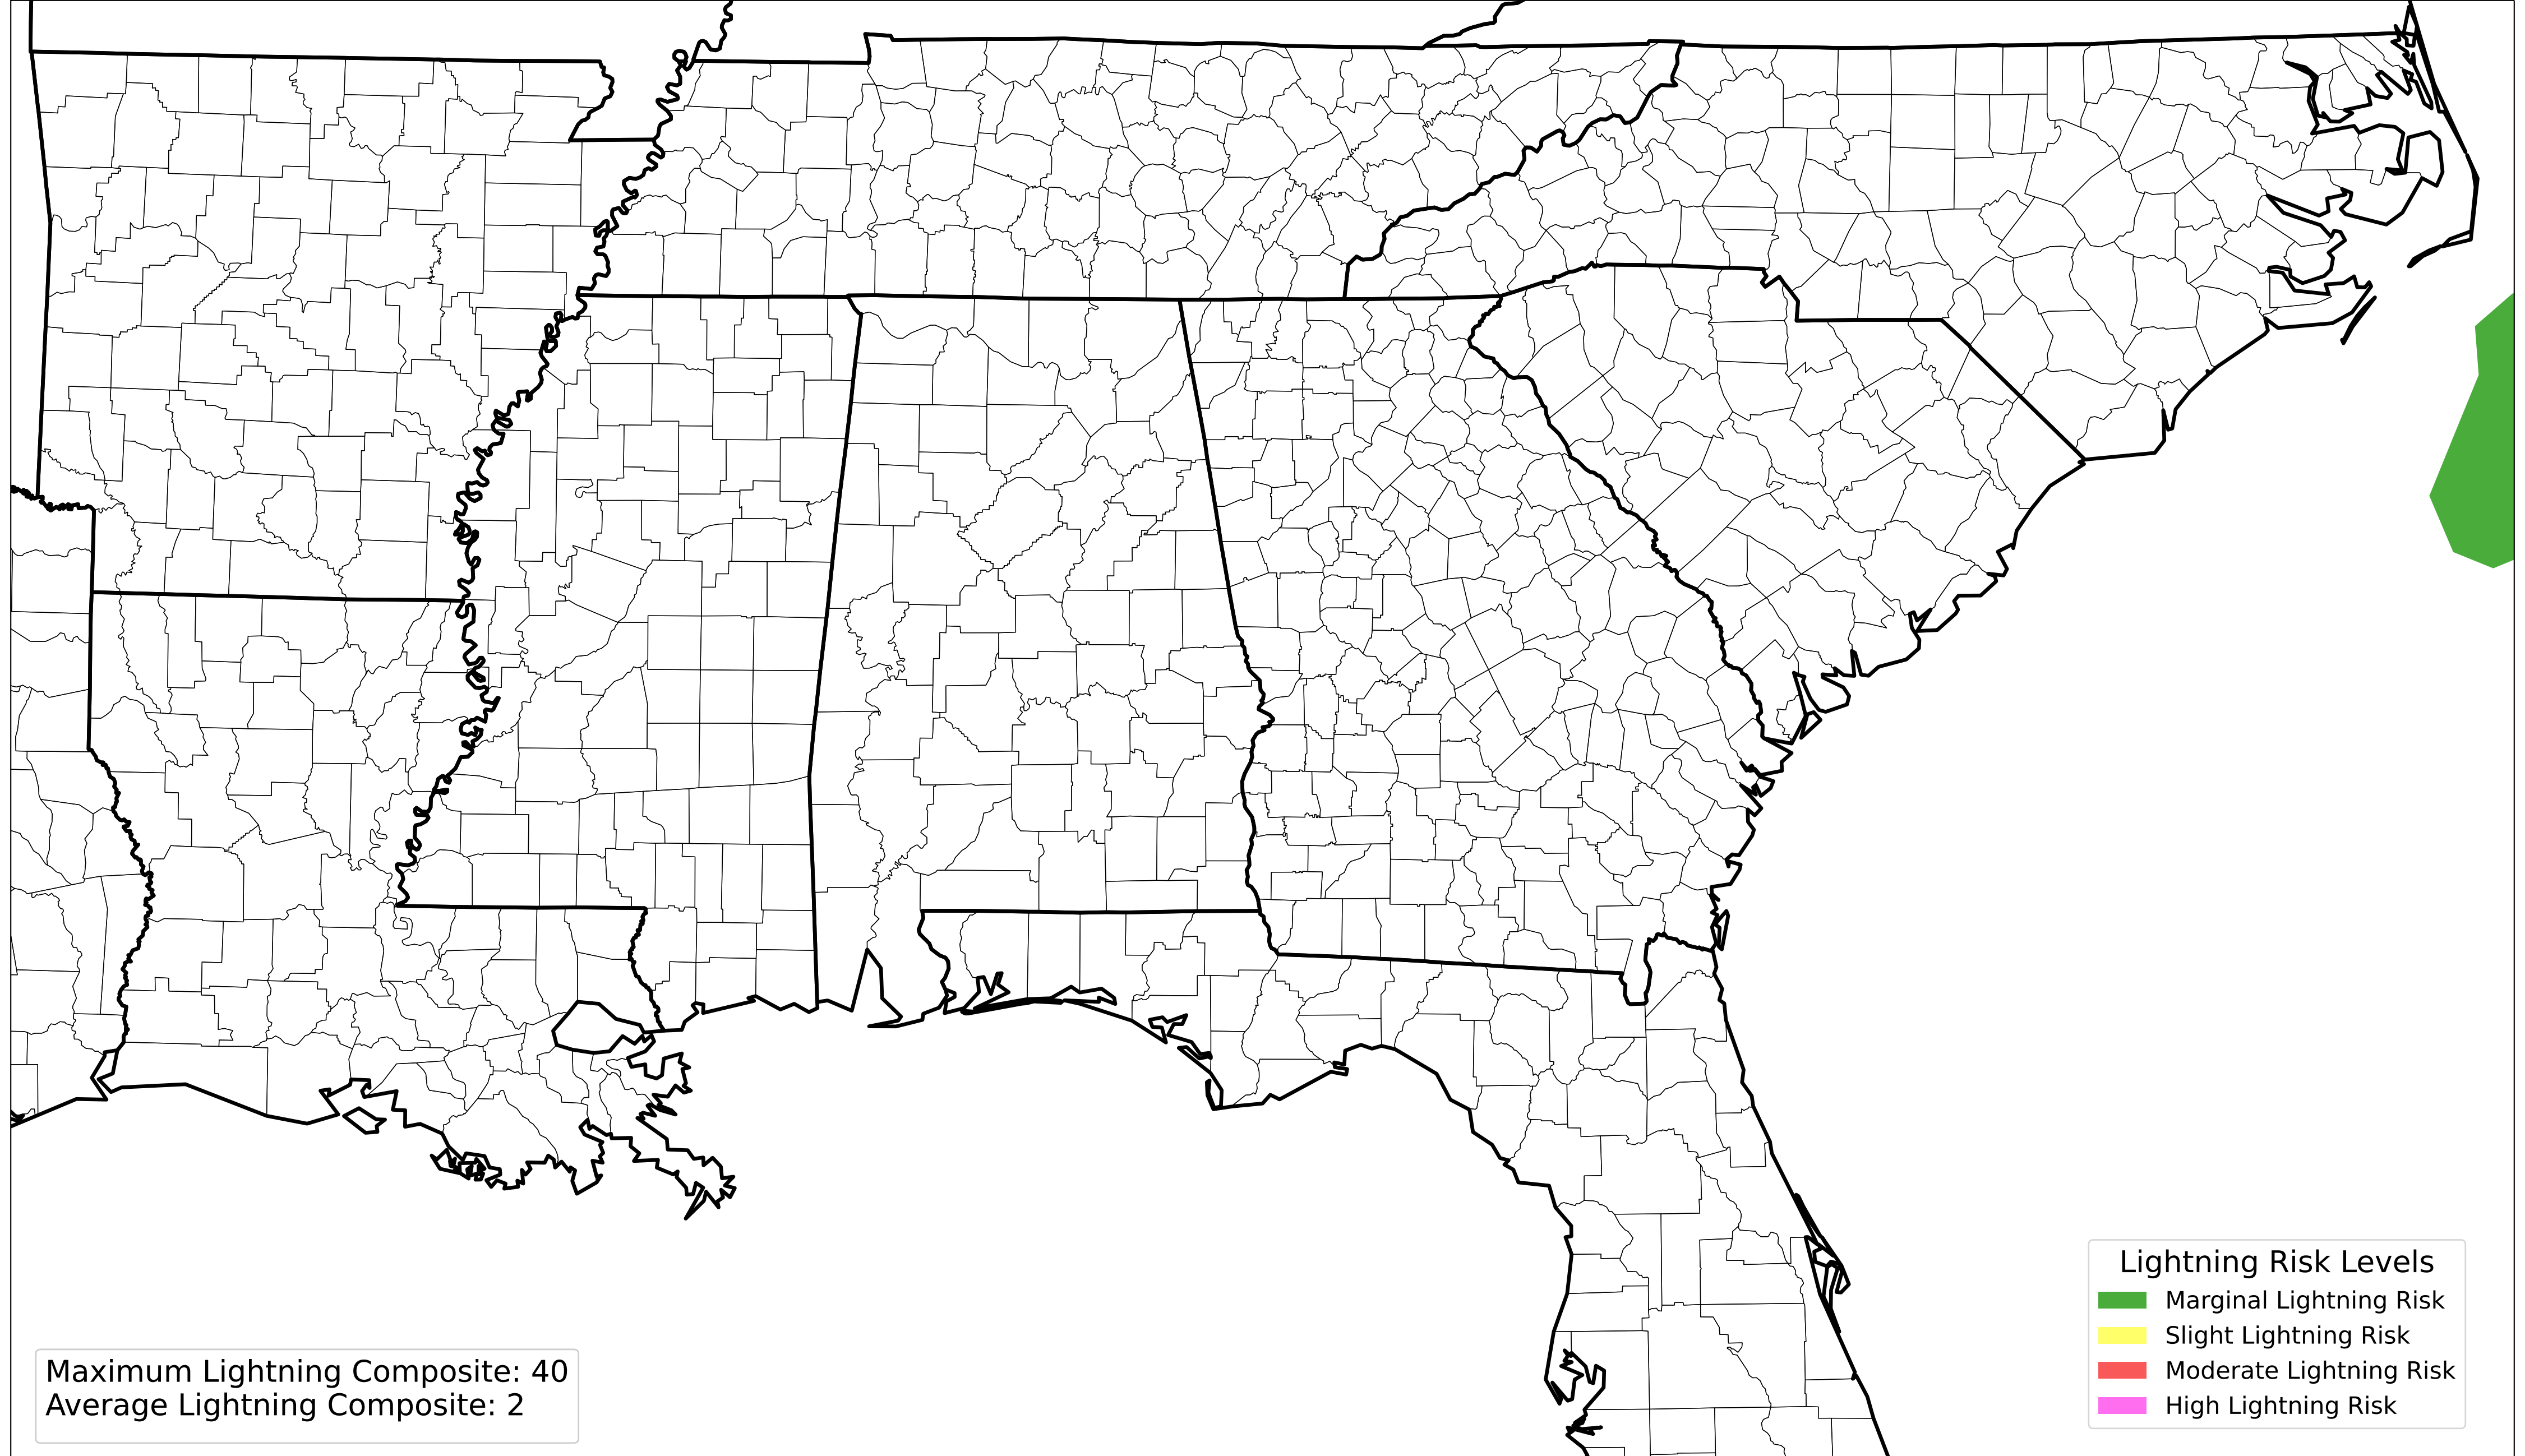 Lightning Risk Levels
Marginal Lightning Risk
Slight Lightning Risk
Moderate Lightning Risk
High Lightning Risk
Maximum Lightning Composite: 40
Average Lightning Composite: 2